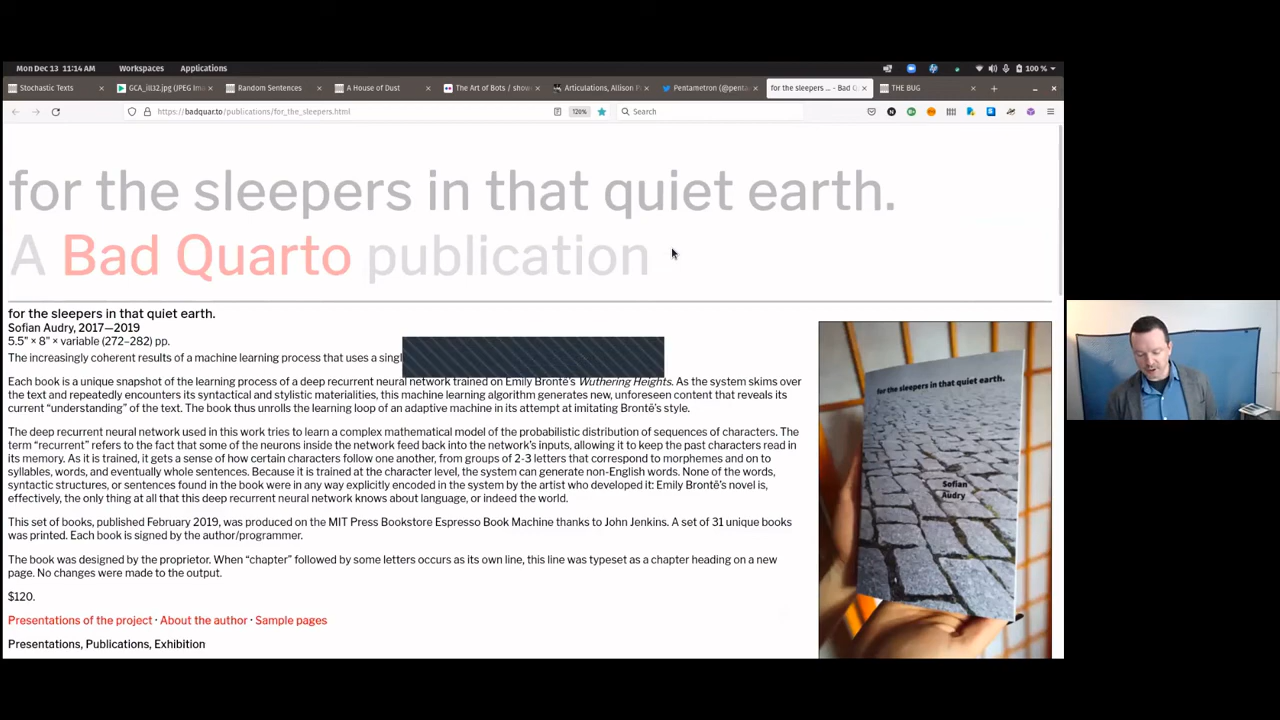 Mon Dec 13 11:14 AM Workspaces Applications 100 %
Stochastic Texts GCA_ill32.jpg (JPEG Im Random Sentences A House of Dust The Art of Bots / show Articulations, Allison P Pentametron (@penta for the sleepers ... - Bad Q THE BUG
https://badquar.to/publications/for_the_sleepers.html 120% Search
for the sleepers in that quiet earth.
A Bad Quarto publication
for the sleepers in that quiet earth.
Sofian Audry, 2017—2019
5.5" × 8" × variable (272–282) pp.
The increasingly coherent results of a machine learning process that uses a singl
Each book is a unique snapshot of the learning process of a deep recurrent neural network trained on Emily Brontë's Wuthering Heights. As the system skims over
the text and repeatedly encounters its syntactical and stylistic materialities, this machine learning algorithm generates new, unforeseen content that reveals its
current “understanding” of the text. The book thus unrolls the learning loop of an adaptive machine in its attempt at imitating Brontë's style.
The deep recurrent neural network used in this work tries to learn a complex mathematical model of the probabilistic distribution of sequences of characters. The
term “recurrent” refers to the fact that some of the neurons inside the network feed back into the network's inputs, allowing it to keep the past characters read in
its memory. As it is trained, it gets a sense of how certain characters follow one another, from groups of 2-3 letters that correspond to morphemes and on to
syllables, words, and eventually whole sentences. Because it is trained at the character level, the system can generate non-English words. None of the words,
syntactic structures, or sentences found in the book were in any way explicitly encoded in the system by the artist who developed it: Emily Brontë's novel is,
effectively, the only thing at all that this deep recurrent neural network knows about language, or indeed the world.
This set of books, published February 2019, was produced on the MIT Press Bookstore Espresso Book Machine thanks to John Jenkins. A set of 31 unique books
was printed. Each book is signed by the author/programmer.
The book was designed by the proprietor. When “chapter” followed by some letters occurs as its own line, this line was typeset as a chapter heading on a new
page. No changes were made to the output.
$120.
Presentations of the project · About the author · Sample pages
Presentations, Publications, Exhibition
for the sleepers in that quiet earth.
Sofian
Audry